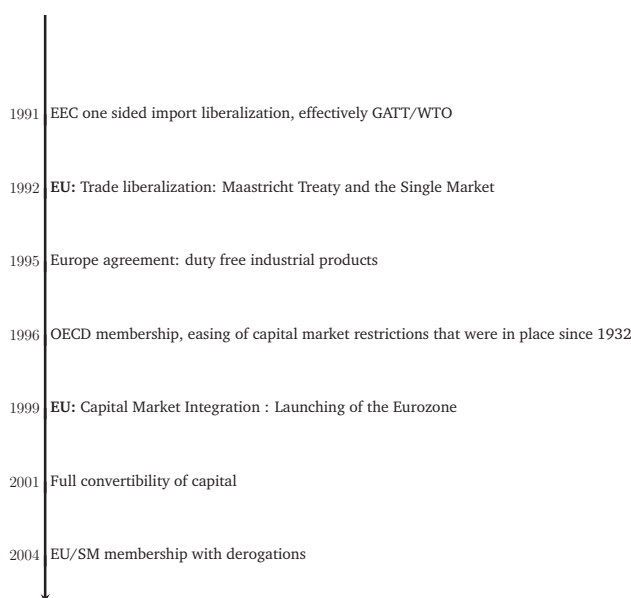 1991 EEC one sided import liberalization, effectively GATT/WTO
1992 EU: Trade liberalization: Maastricht Treaty and the Single Market
1995 Europe agreement: duty free industrial products
1996 OECD membership, easing of capital market restrictions that were in place since 1932
1999 EU: Capital Market Integration : Launching of the Eurozone
2001 Full convertibility of capital
2004 EU/SM membership with derogations